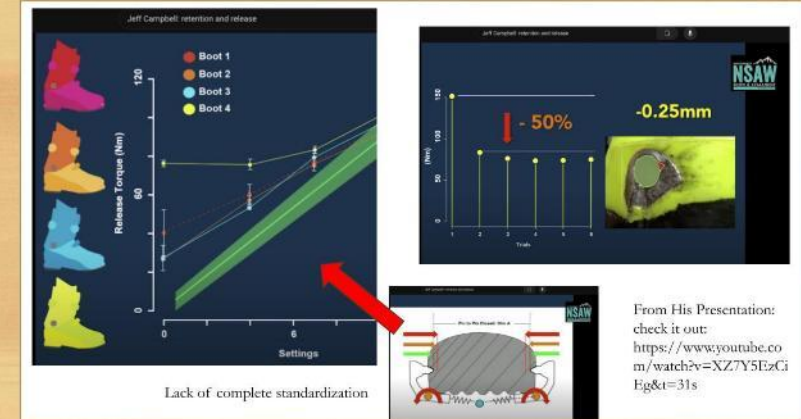 Jeff Campbell: retention and release
Boot 1
Boot 2
Boot 3
Boot 4
Release Torque (Nm)
120
60
0
6
Settings
Lack of complete standardization
Jeff Campbell: retention and release
NSAW
150
100
50
0
(Nm)
- 50%
-0.25mm
1 2 3 4 5 6
Trials
NSAW
From His Presentation:
check it out:
https://www.youtube.co
m/watch?v=XZ7Y5EzCi
Eg&t=31s